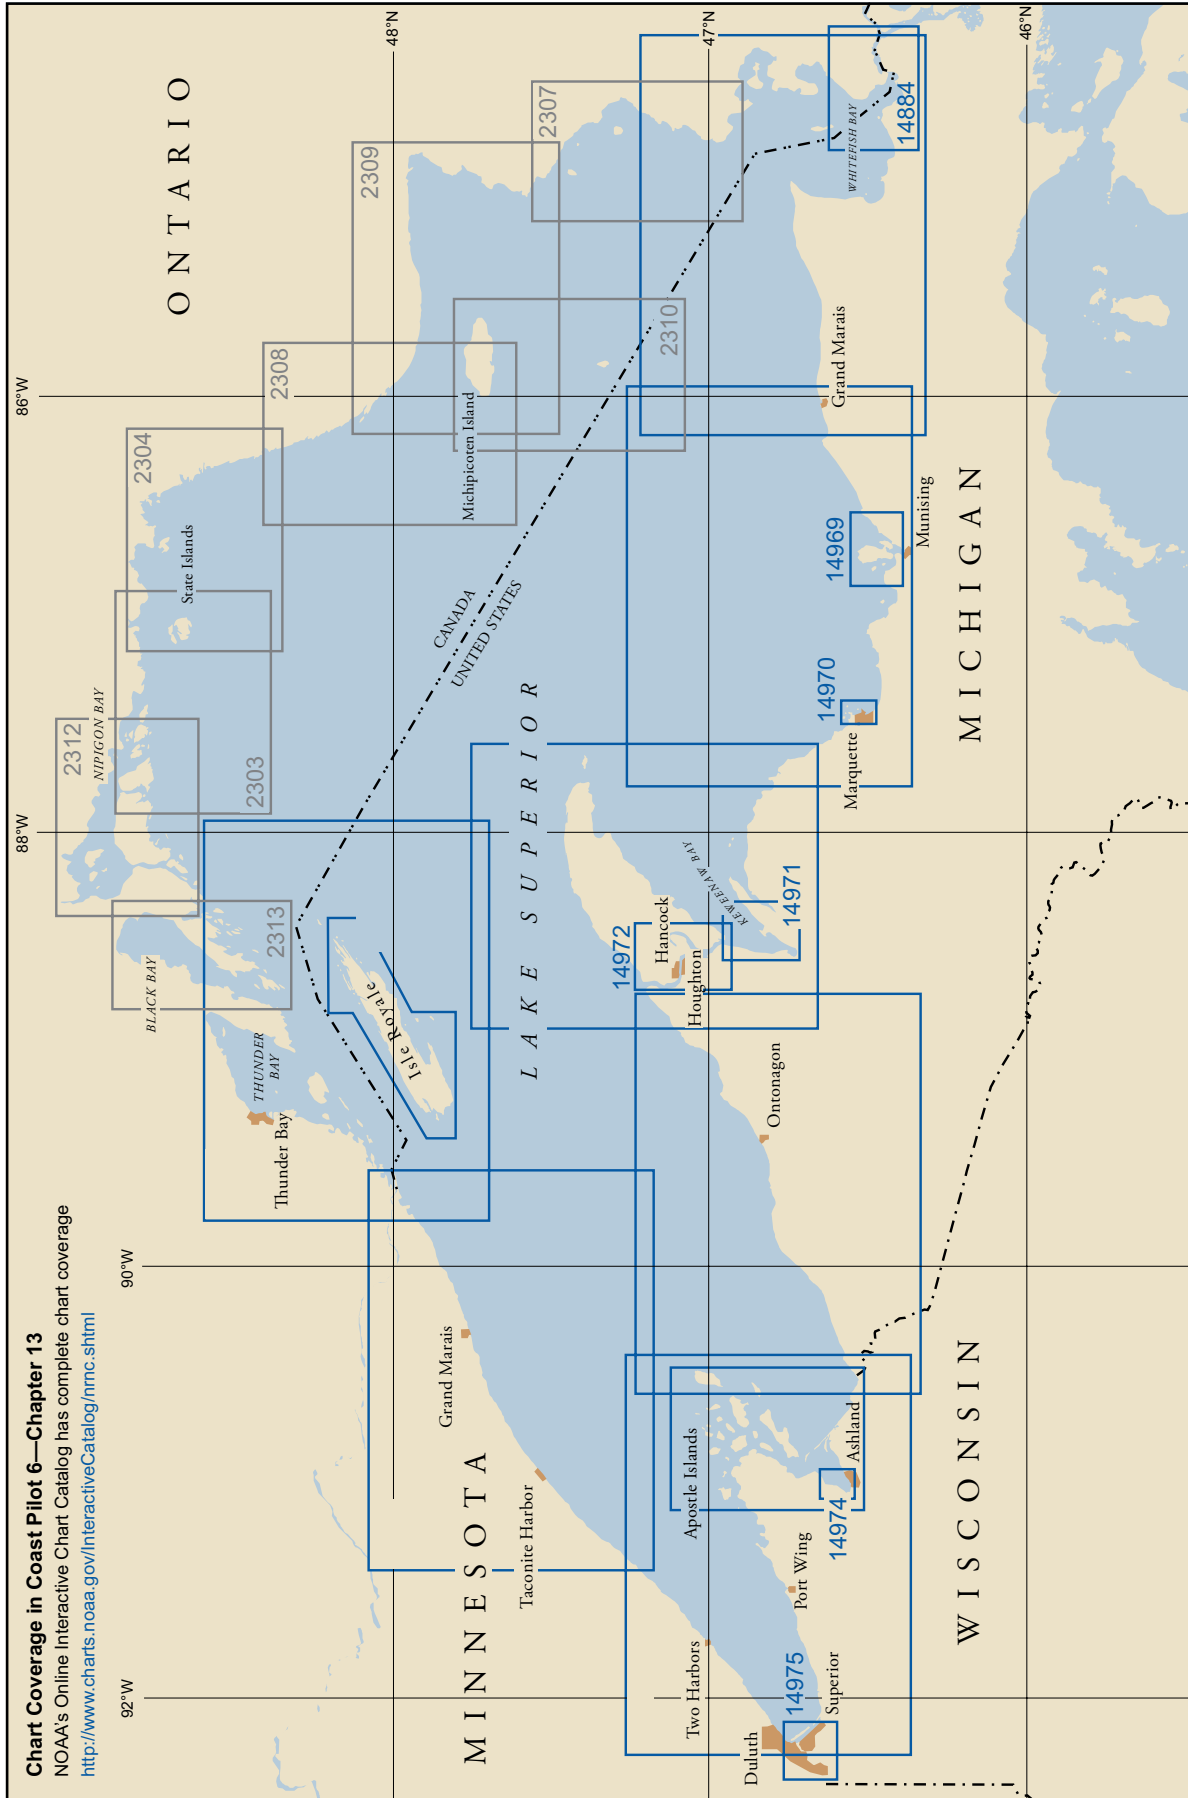 Chart Coverage in Coast Pilot 6—Chapter 13
NOAA's Online Interactive Chart Catalog has complete chart coverage
http://www.charts.noaa.gov/InteractiveCatalog/nrnc.shtml
92°W
90°W
88°W
86°W
ONTARIO
2312
NIPIGON BAY
2304
State Islands
2303
2308
2309
2307
BLACK BAY
2313
THUNDER
BAY
Thunder Bay
48°N
Isle Royale
CANADA
UNITED STATES
Michipicoten Island
2310
MINNESOTA
Grand Marais
Taconite Harbor
LAKE SUPERIOR
47°N
Two Harbors
Apostle Islands
14972
Hancock
Houghton
KEWEENAW BAY
14971
Duluth
14975
Superior
Port Wing
14974
Ashland
Ontonagon
14970
Marquette
14969
Munising
Grand Marais
WHITEFISH BAY
14884
WISCONSIN
MICHIGAN
46°N